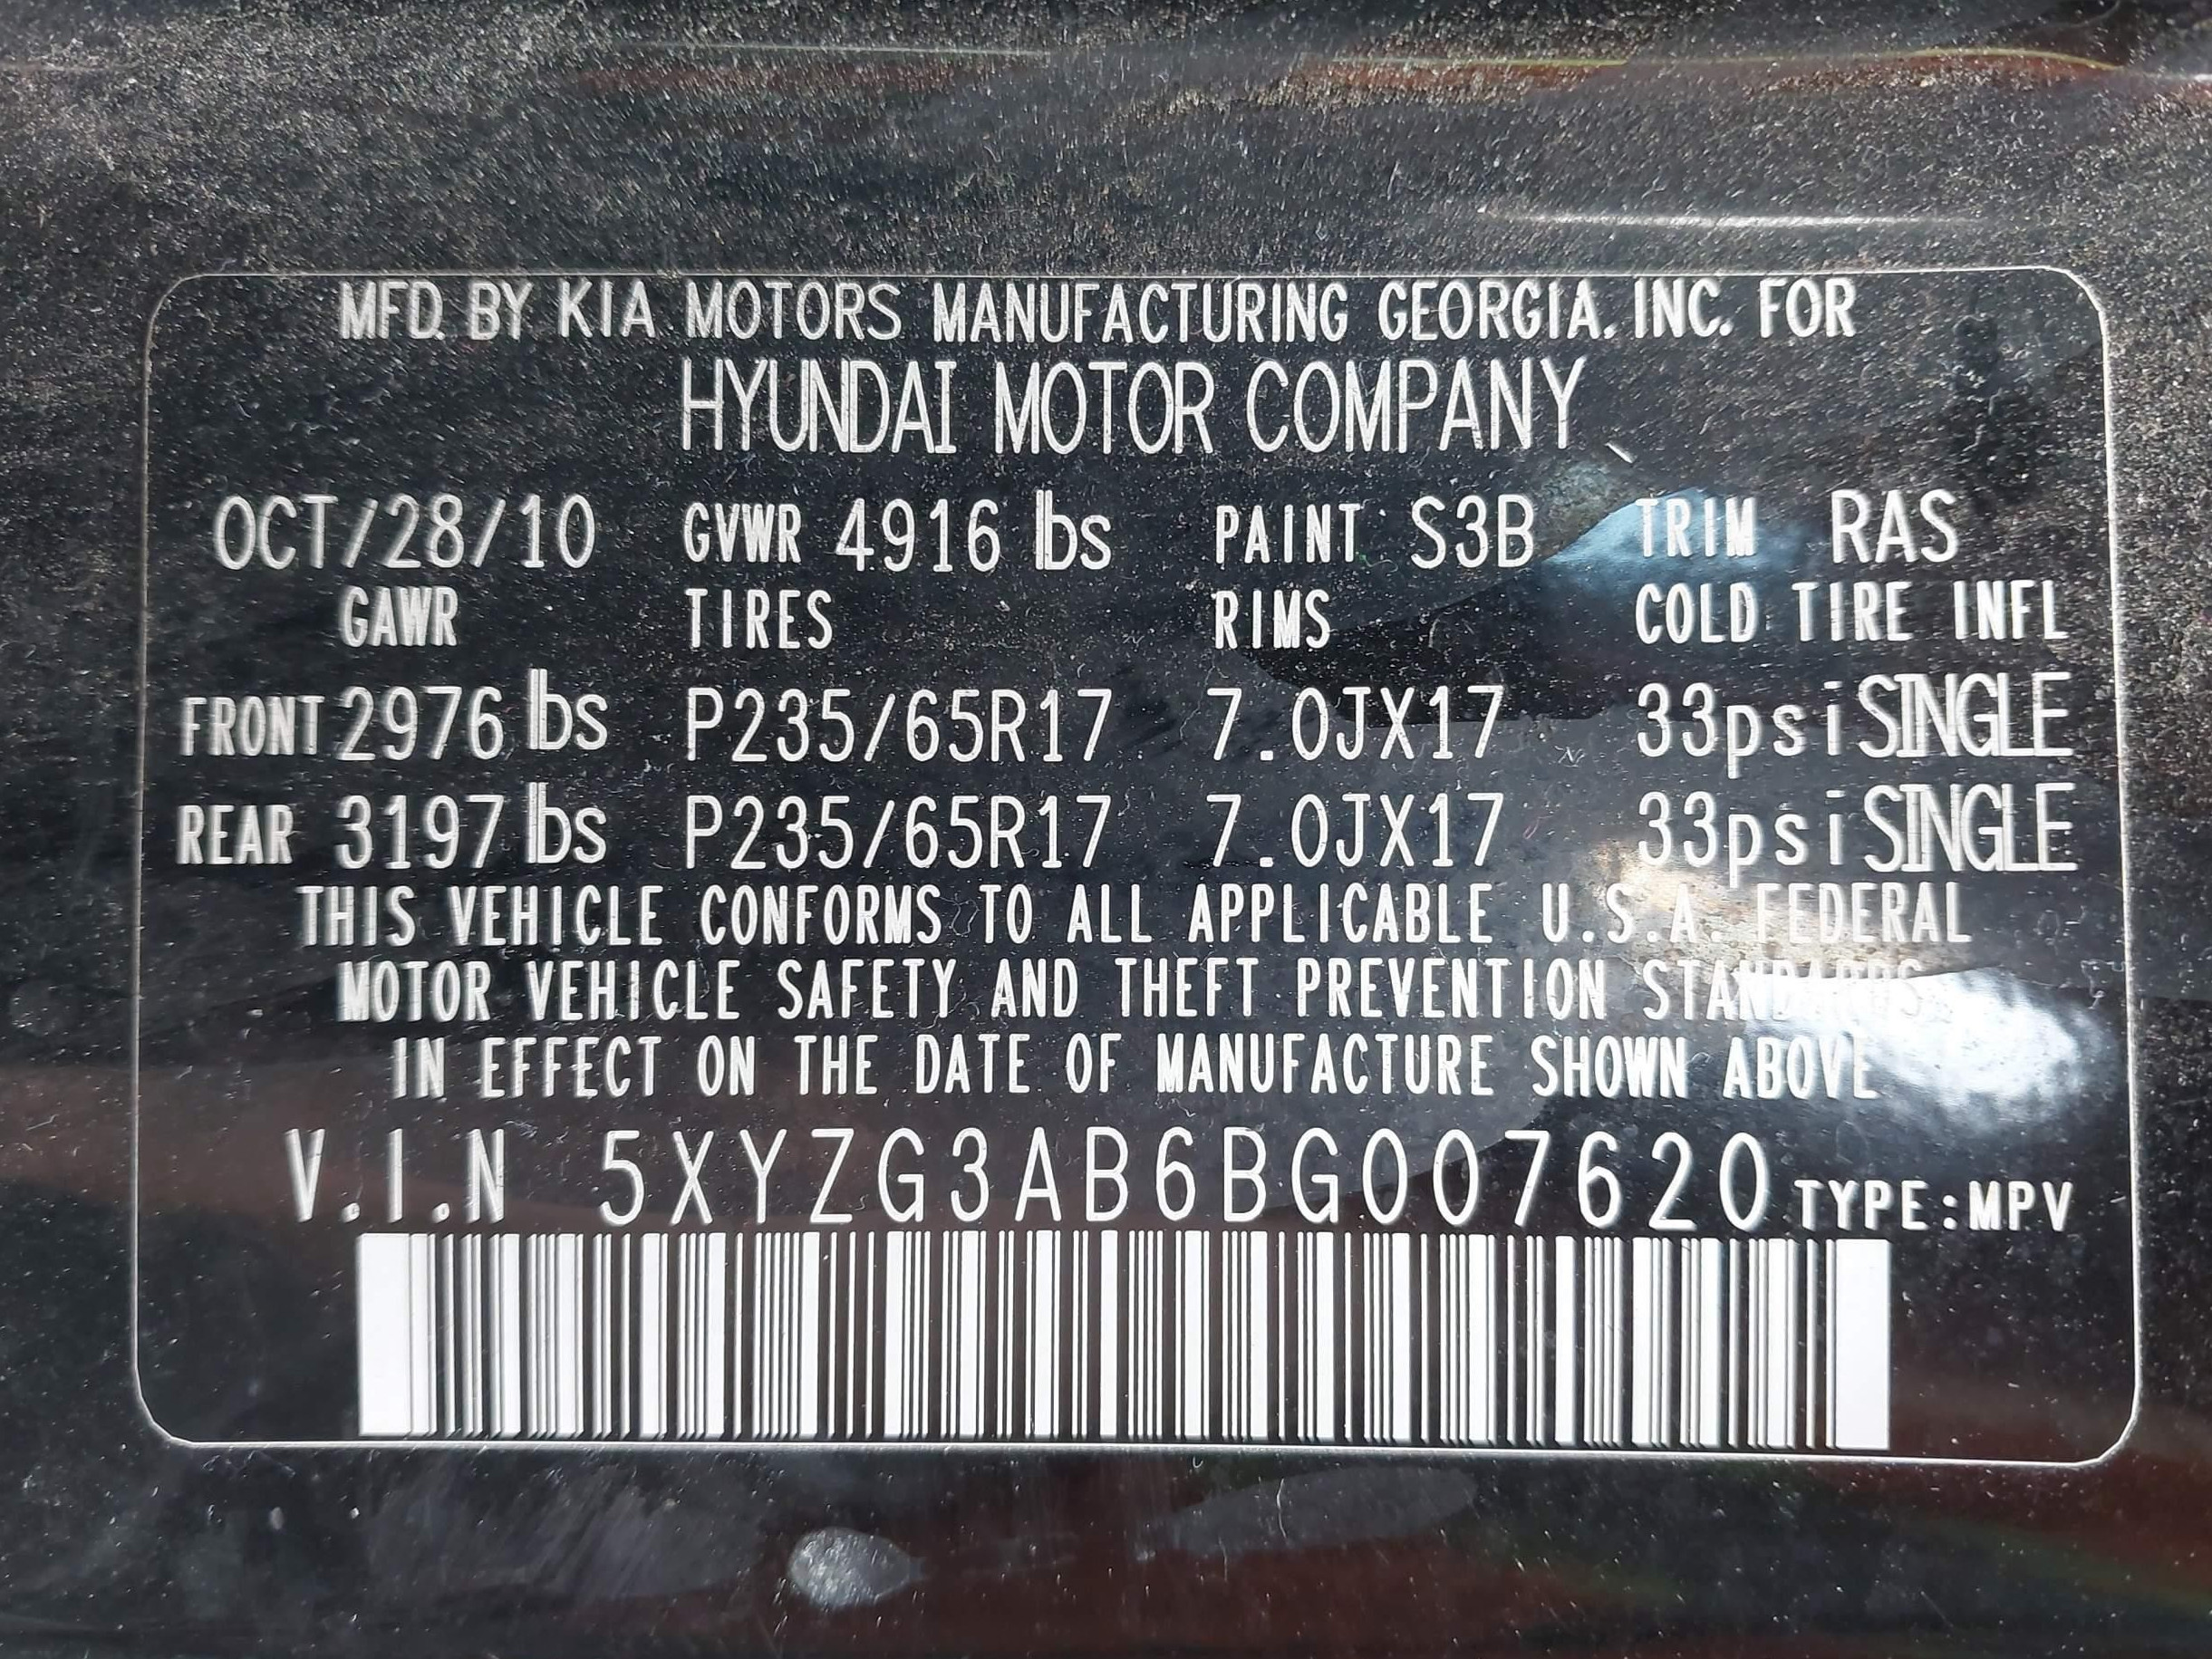 MFD. BY KIA MOTORS MANUFACTURING GEORGIA. INC. FOR
HYUNDAI MOTOR COMPANY
OCT/28/10 GVWR 4916 lbs PAINT S3B TRIM RAS
GAWR TIRES RIMS COLD TIRE INFL
FRONT 2976 lbs P235/65R17 7.0JX17 33psi SINGLE
REAR 3197 lbs P235/65R17 7.0JX17 33psi SINGLE
THIS VEHICLE CONFORMS TO ALL APPLICABLE U.S.A. FEDERAL
MOTOR VEHICLE SAFETY AND THEFT PREVENTION STANDARDS
IN EFFECT ON THE DATE OF MANUFACTURE SHOWN ABOVE
V.I.N 5XYZG3AB6BG007620 TYPE:MPV